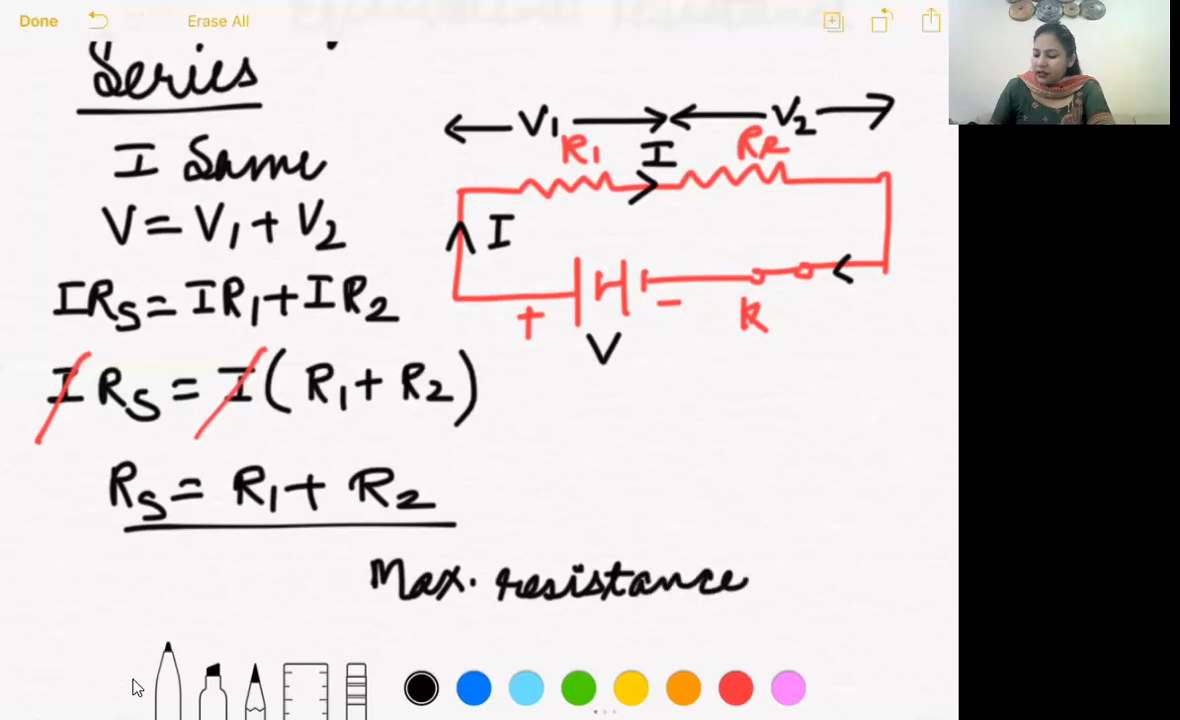 Done
Erase All
Series
I Same
V = V1 + V2
IRS = IR1 + IR2
I RS = I ( R1 + R2 )
RS = R1 + R2
Max. resistance
V1
V2
R1
I
R2
I
+
-
K
V